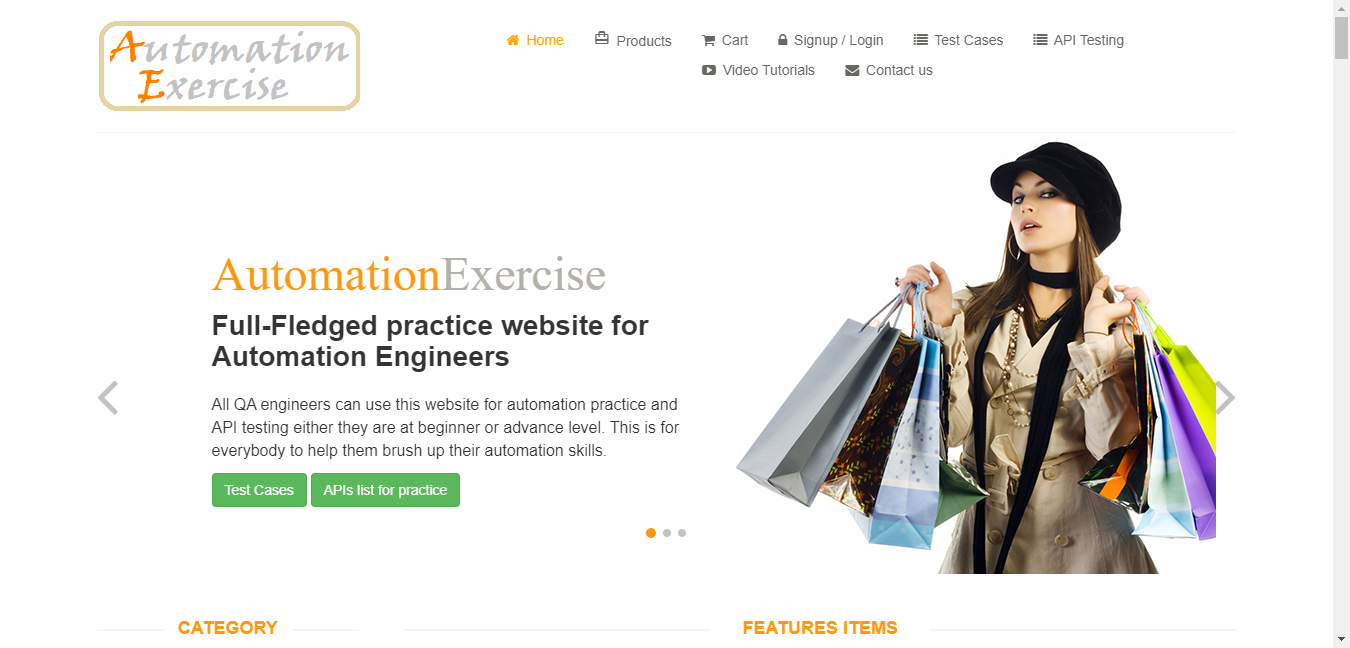 Automation
Exercise
Home
Products
Cart
Signup / Login
Test Cases
API Testing
Video Tutorials
Contact us
AutomationExercise
Full-Fledged practice website for
Automation Engineers
All QA engineers can use this website for automation practice and
API testing either they are at beginner or advance level. This is for
everybody to help them brush up their automation skills.
Test Cases
APIs list for practice
CATEGORY
FEATURES ITEMS